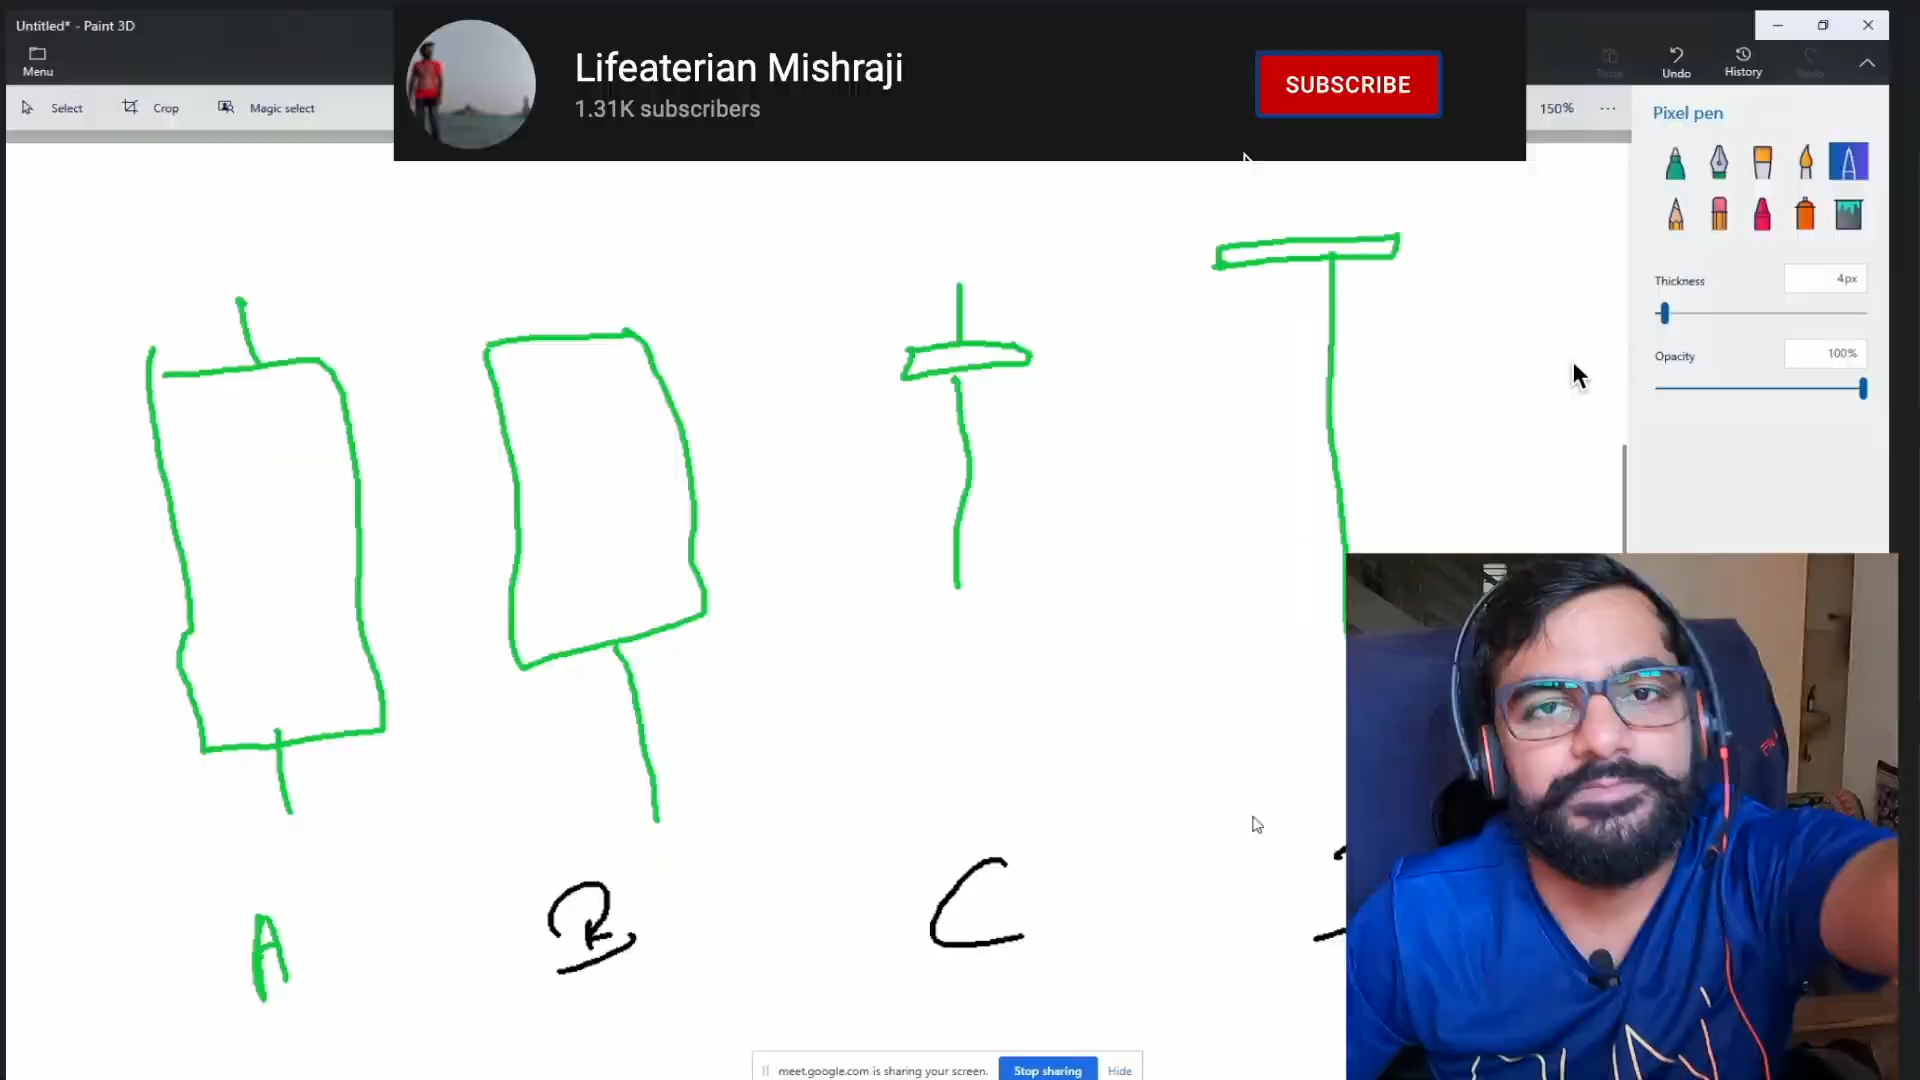 Untitled* - Paint 3D
Menu
Lifeaterian Mishraji
1.31K subscribers
SUBSCRIBE
Undo
History
Select
Crop
Magic select
150%
Pixel pen
Thickness
4px
Opacity
100%
A
B
C
meet.google.com is sharing your screen.
Stop sharing
Hide